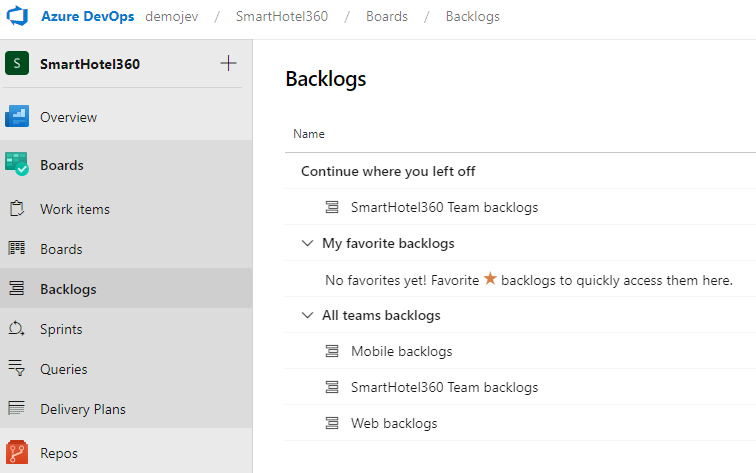 Azure DevOps demojev / SmartHotel360 / Boards / Backlogs
S SmartHotel360 +
Overview
Boards
Work items
Boards
Backlogs
Sprints
Queries
Delivery Plans
Repos
Backlogs
Name
Continue where you left off
SmartHotel360 Team backlogs
My favorite backlogs
No favorites yet! Favorite ★ backlogs to quickly access them here.
All teams backlogs
Mobile backlogs
SmartHotel360 Team backlogs
Web backlogs